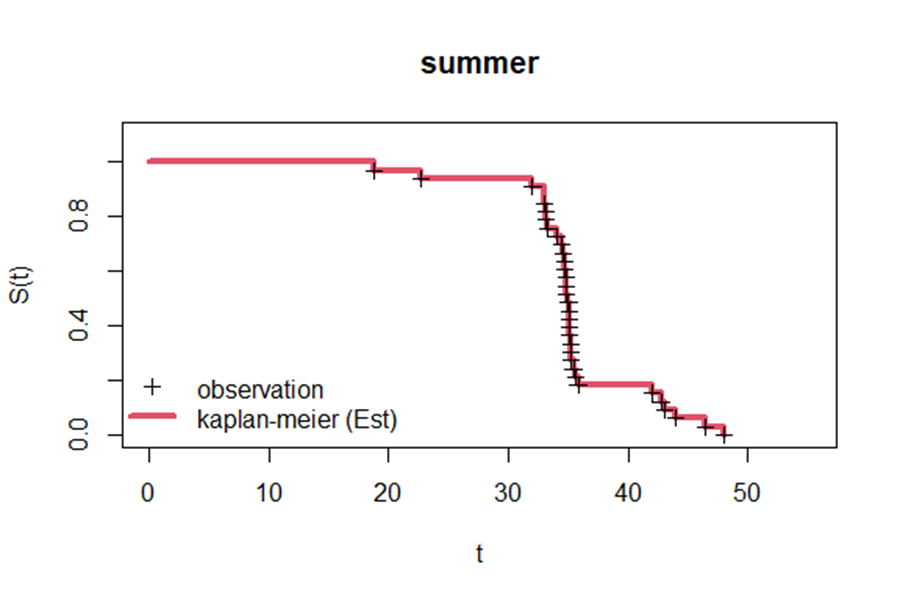 summer
S(t)
0.8
0.4
0.0
observation
kaplan-meier (Est)
0 10 20 30 40 50
t